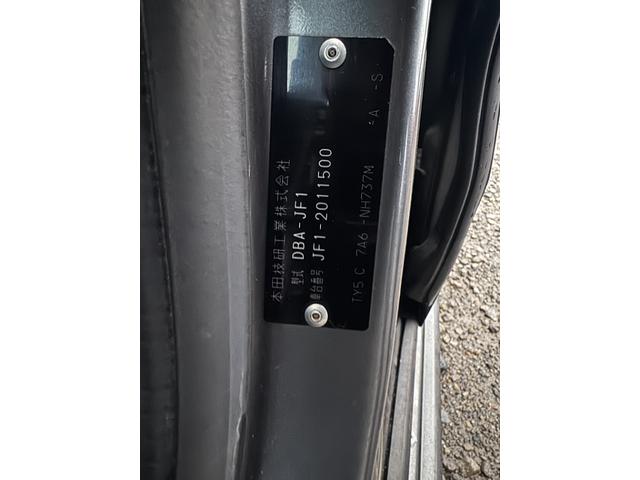 本田技研工業株式会社
型式 DBA-JF1
車台番号 JF1-2011500
TY5 C 7A6 -NH737M A -S